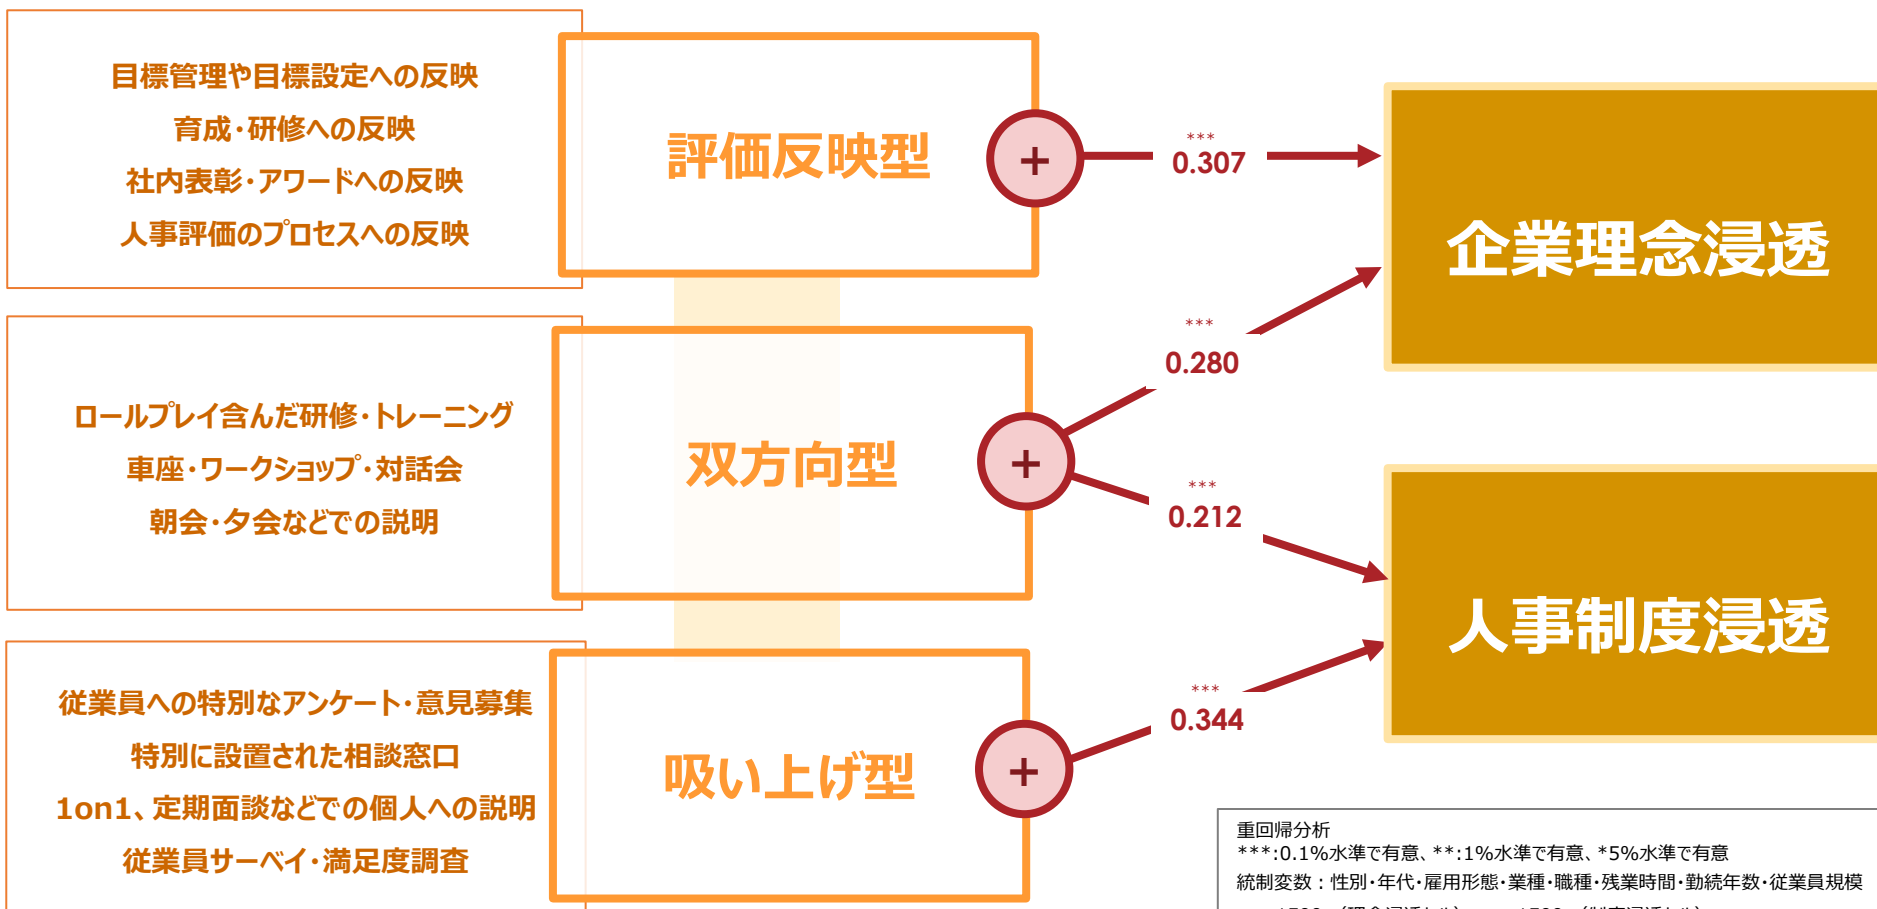 目標管理や目標設定への反映
育成・研修への反映
社内表彰・アワードへの反映
人事評価のプロセスへの反映
評価反映型
+
***
0.307
企業理念浸透
ロールプレイ含んだ研修・トレーニング
車座・ワークショップ・対話会
朝会・夕会などでの説明
双方向型
+
***
0.280
***
0.212
人事制度浸透
従業員への特別なアンケート・意見募集
特別に設置された相談窓口
1on1、定期面談などでの個人への説明
従業員サーベイ・満足度調査
吸い上げ型
+
***
0.344
重回帰分析
***:0.1%水準で有意、**:1%水準で有意、*5%水準で有意
統制変数：性別・年代・雇用形態・業種・職種・残業時間・勤続年数・従業員規模